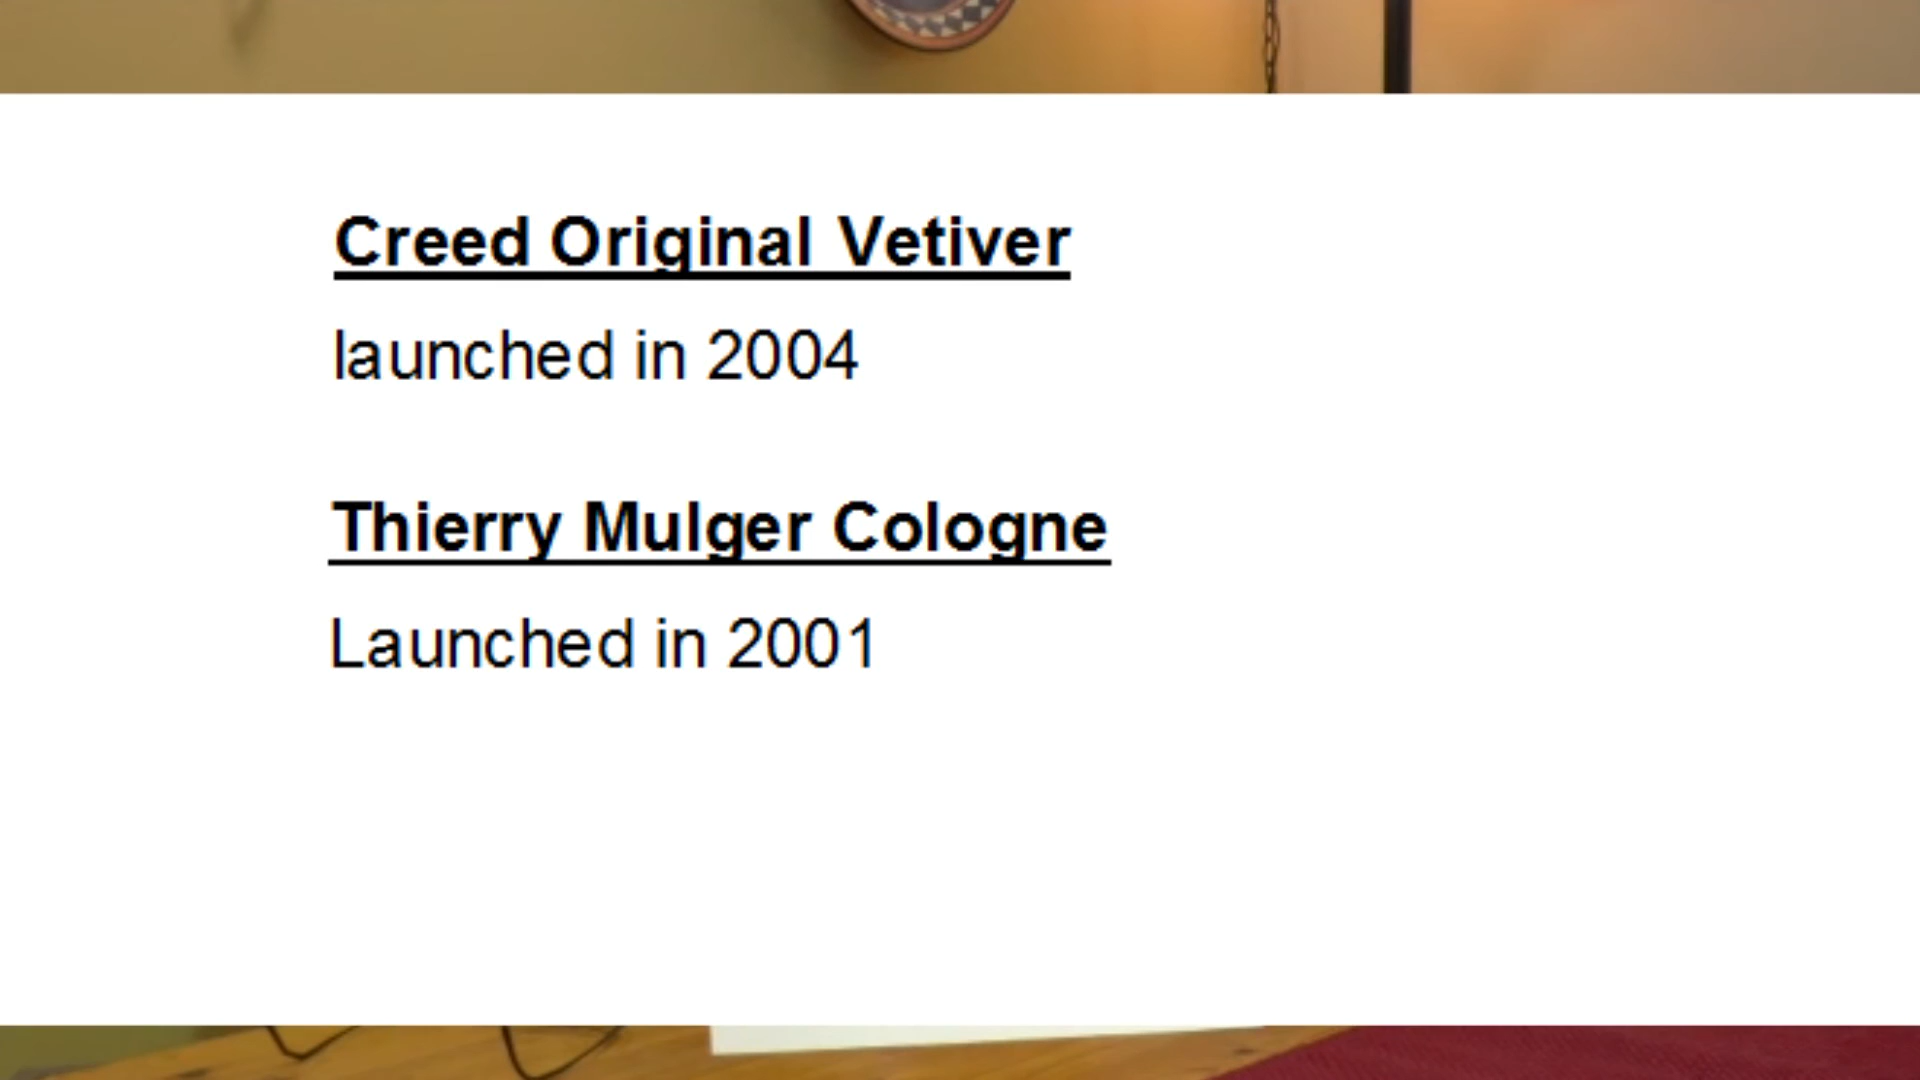 Creed Original Vetiver
launched in 2004
Thierry Mulger Cologne
Launched in 2001